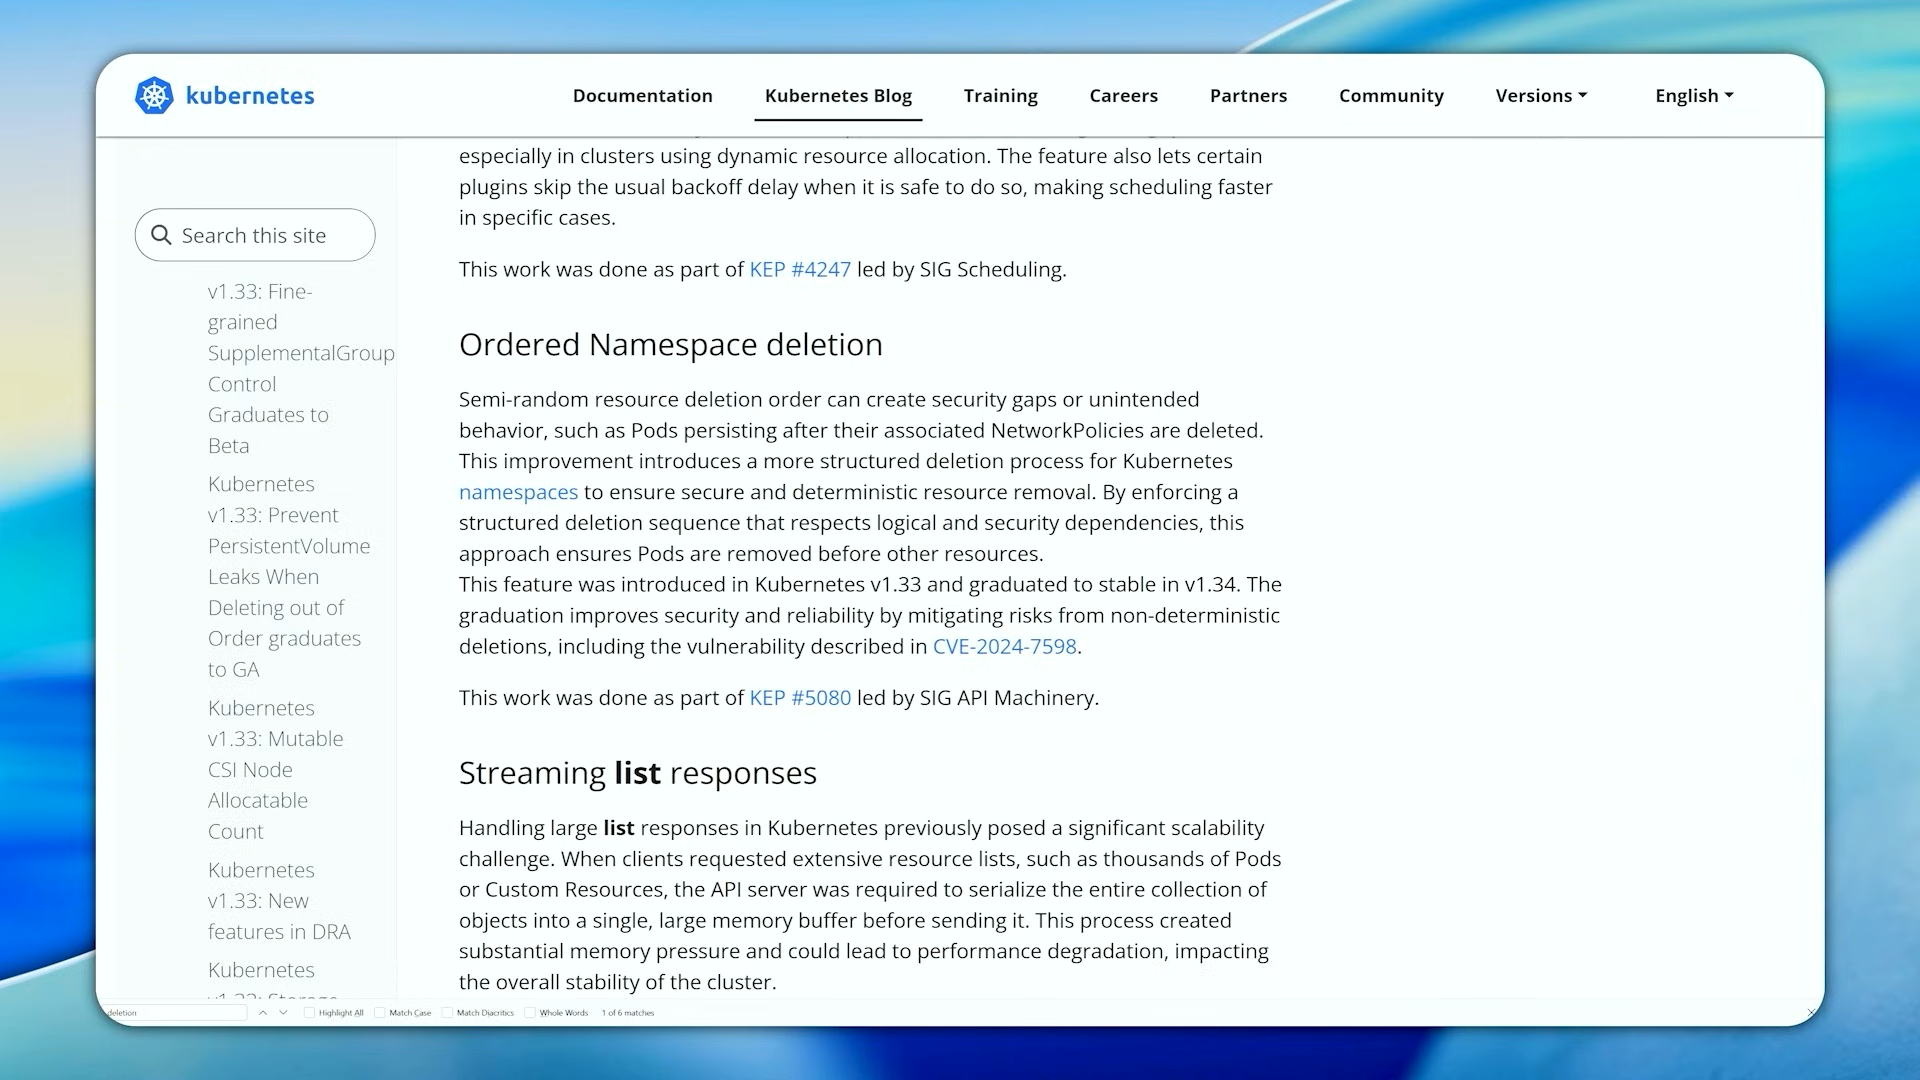 kubernetes
Documentation
Kubernetes Blog
Training
Careers
Partners
Community
Versions
English
Search this site
v1.33: Fine-
grained
SupplementalGroup
Control
Graduates to
Beta
Kubernetes
v1.33: Prevent
PersistentVolume
Leaks When
Deleting out of
Order graduates
to GA
Kubernetes
v1.33: Mutable
CSI Node
Allocatable
Count
Kubernetes
v1.33: New
features in DRA
Kubernetes
v1.33: Storage
especially in clusters using dynamic resource allocation. The feature also lets certain
plugins skip the usual backoff delay when it is safe to do so, making scheduling faster
in specific cases.
This work was done as part of KEP #4247 led by SIG Scheduling.
Ordered Namespace deletion
Semi-random resource deletion order can create security gaps or unintended
behavior, such as Pods persisting after their associated NetworkPolicies are deleted.
This improvement introduces a more structured deletion process for Kubernetes
namespaces to ensure secure and deterministic resource removal. By enforcing a
structured deletion sequence that respects logical and security dependencies, this
approach ensures Pods are removed before other resources.
This feature was introduced in Kubernetes v1.33 and graduated to stable in v1.34. The
graduation improves security and reliability by mitigating risks from non-deterministic
deletions, including the vulnerability described in CVE-2024-7598.
This work was done as part of KEP #5080 led by SIG API Machinery.
Streaming list responses
Handling large list responses in Kubernetes previously posed a significant scalability
challenge. When clients requested extensive resource lists, such as thousands of Pods
or Custom Resources, the API server was required to serialize the entire collection of
objects into a single, large memory buffer before sending it. This process created
substantial memory pressure and could lead to performance degradation, impacting
the overall stability of the cluster.
deletion
Highlight All
Match Case
Match Diacritics
Whole Words
1 of 6 matches